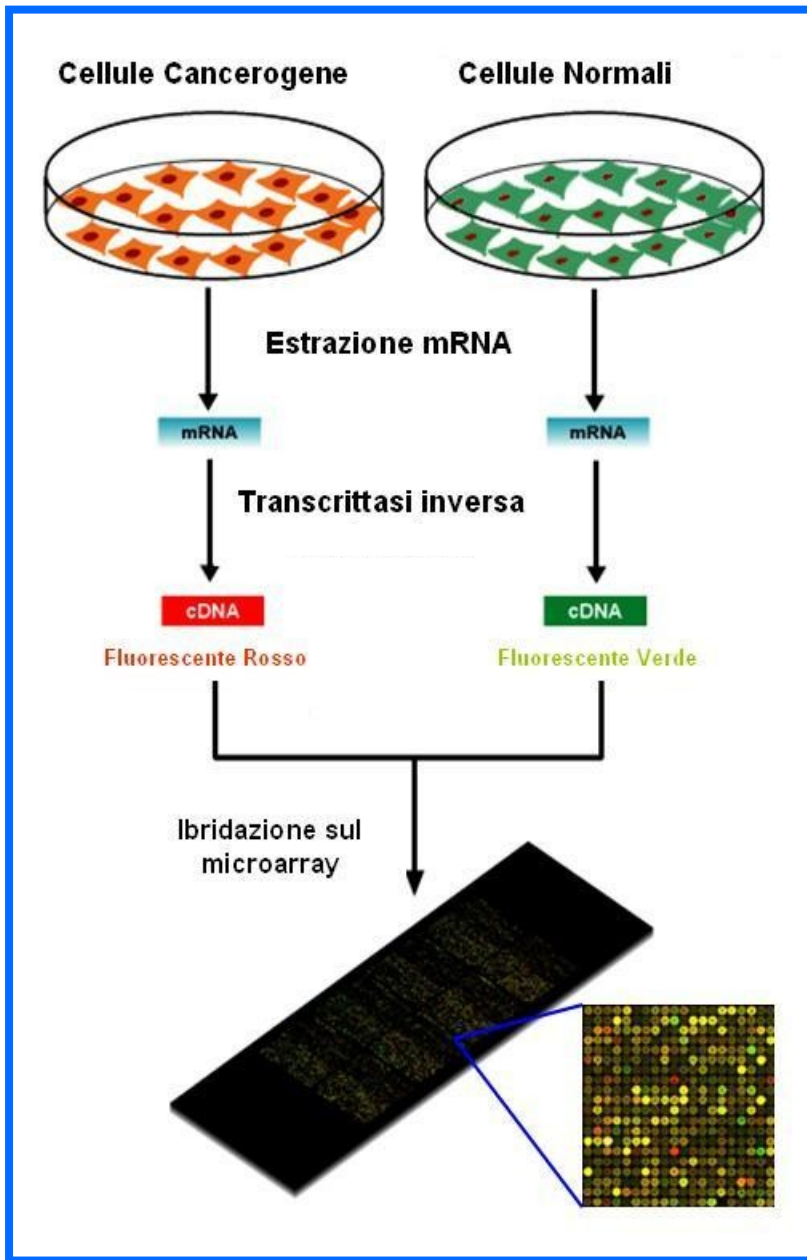 Cellule Cancerogene
Cellule Normali
Estrazione mRNA
mRNA
mRNA
Transcrittasi inversa
cDNA
cDNA
Fluorescente Rosso
Fluorescente Verde
Ibridazione sul
microarray